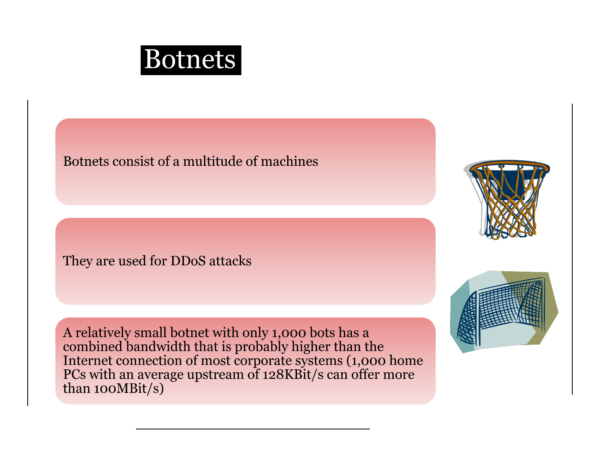 Botnets
Botnets consist of a multitude of machines
They are used for DDoS attacks
A relatively small botnet with only 1,000 bots has a
combined bandwidth that is probably higher than the
Internet connection of most corporate systems (1,000 home
PCs with an average upstream of 128KBit/s can offer more
than 100MBit/s)